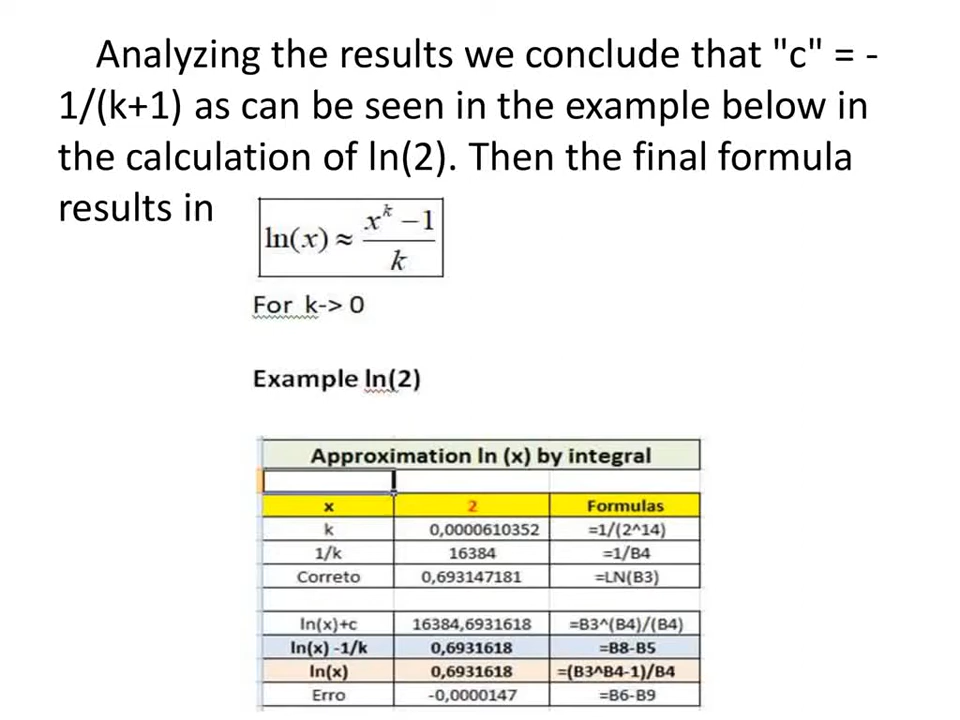 Analyzing the results we conclude that "c" = -
1/(k+1) as can be seen in the example below in
the calculation of ln(2). Then the final formula
results in
ln(x) ≈ (x^k − 1) / k
For k-> 0
Example ln(2)
Approximation ln (x) by integral
x 2 Formulas
k 0,0000610352 =1/(2^14)
1/k 16384 =1/B4
Correto 0,693147181 =LN(B3)
ln(x)+c 16384,6931618 =B3^(B4)/(B4)
ln(x) -1/k 0,6931618 =B8-B5
ln(x) 0,6931618 =(B3^B4-1)/B4
Erro -0,0000147 =B6-B9